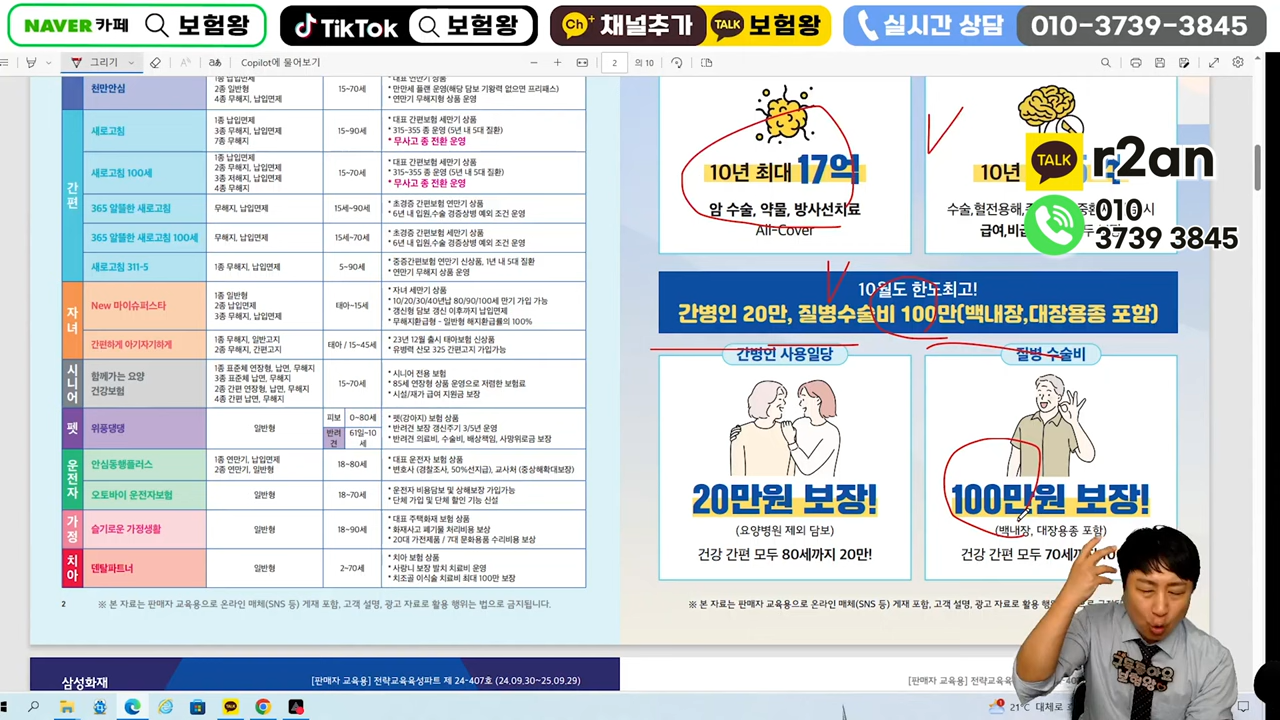 NAVER 카페 보험왕
TikTok 보험왕
Ch+ 채널추가 TALK 보험왕
실시간 상담 010-3739-3845
그리기
Copilot에 물어보기
2 의 10
천만안심
2종 일반형
4종 무해지, 납입면제
15~70세
* 만만세 플랜 운영(해당 담보 기왕력 없으면 프리패스)
* 연만기 무해지형 상품 운영
간편
새로고침
1종 납입면제
3종 무해지, 납입면제
7종 무해지
15~90세
* 대표 간편보험 세만기 상품
* 315~355 종 운영 (5년 내 5대 질환)
* 무사고 종 전환 운영
새로고침 100세
1종 납입면제
2종 무해지, 납입면제
3종 저해지, 납입면제
4종 무해지
15~70세
* 대표 간편보험 세만기 상품
* 315~355 종 운영 (5년 내 5대 질환)
* 무사고 종 전환 운영
365 알뜰한 새로고침
무해지, 납입면제
15세~90세
* 초경증 간편보험 연만기 상품
* 6년 내 입원,수술 경증상병 예외 조건 운영
365 알뜰한 새로고침 100세
무해지, 납입면제
15세~70세
* 초경증 간편보험 세만기 상품
* 6년 내 입원,수술 경증상병 예외 조건 운영
새로고침 311-5
1종 무해지, 납입면제
5~90세
* 중증간편보험 연만기 신상품, 1년 내 5대 질환
* 연만기 무해지 상품 운영
자녀
New 마이슈퍼스타
1종 일반형
2종 납입면제
3종 무해지, 납입면제
태아~15세
* 자녀 세만기 상품
* 10/20/30/40년납 80/90/100세 만기 가입 가능
* 갱신형 담보 갱신 이후까지 납입면제
* 무해지환급형 - 일반형 해지환급률의 100%
간편하게 아기자기하게
1종 무해지, 일반고지
2종 무해지, 간편고지
태아 / 15~45세
* 23년 12월 출시 태아보험 신상품
* 유병력 산모 325 간편고지 가입가능
시니어
함께가는 요양
건강보험
1종 표준체 연장형, 납면, 무해지
3종 표준체 납면, 무해지
2종 간편 연장형, 납면, 무해지
4종 간편 납면, 무해지
15~70세
* 시니어 전용 보험
* 85세 연장형 상품 운영으로 저렴한 보험료
* 시설/재가 급여 지원금 보장
펫
위풍댕댕
일반형
피보 0~80세
반려견 61일~10세
* 펫(강아지) 보험 상품
* 반려견 보장 갱신주기 3/5년 운영
* 반려견 의료비, 수술비, 배상책임, 사망위로금 보장
운전자
안심동행플러스
1종 연만기, 납입면제
2종 연만기, 일반형
18~80세
* 대표 운전자 보험 상품
* 변호사 (경찰조사, 50%선지급), 교사처 (중상해확대보장)
오토바이 운전자보험
일반형
18~70세
* 운전자 비용담보 및 상해보장 가입가능
* 단체 가입 및 단체 할인 기능 신설
가정
슬기로운 가정생활
일반형
18~90세
* 대표 주택화재 보험 상품
* 화재사고 폐기물 처리비용 보상
* 20대 가전제품 / 7대 문화용품 수리비용 보상
치아
덴탈파트너
일반형
2~70세
* 치아 보험 상품
* 사랑니 보장 발치 치료비 운영
* 치조골 이식술 치료비 최대 100만 보장
2
※ 본 자료는 판매자 교육용으로 온라인 매체(SNS 등) 게재 포함, 고객 설명, 광고 자료로 활용 행위는 법으로 금지됩니다.
삼성화재
[판매자 교육용] 전략교육육성파트 제 24-407호 (24.09.30~25.09.29)
10년 최대 17억
암 수술, 약물, 방사선치료
All-Cover
10년
수술,혈전용해,
급여,비급
TALK r2an
010
3739 3845
10월도 한도최고!
간병인 20만, 질병수술비 100만(백내장,대장용종 포함)
간병인 사용일당
20만원 보장!
(요양병원 제외 담보)
건강 간편 모두 80세까지 20만!
질병 수술비
100만원 보장!
(백내장, 대장용종 포함)
건강 간편 모두 70세까지
※ 본 자료는 판매자 교육용으로 온라인 매체(SNS 등) 게재 포함, 고객 설명, 광고 자료로 활용 행
[판매자 교육용] 전략교육육
21°C 대체로
보험왕